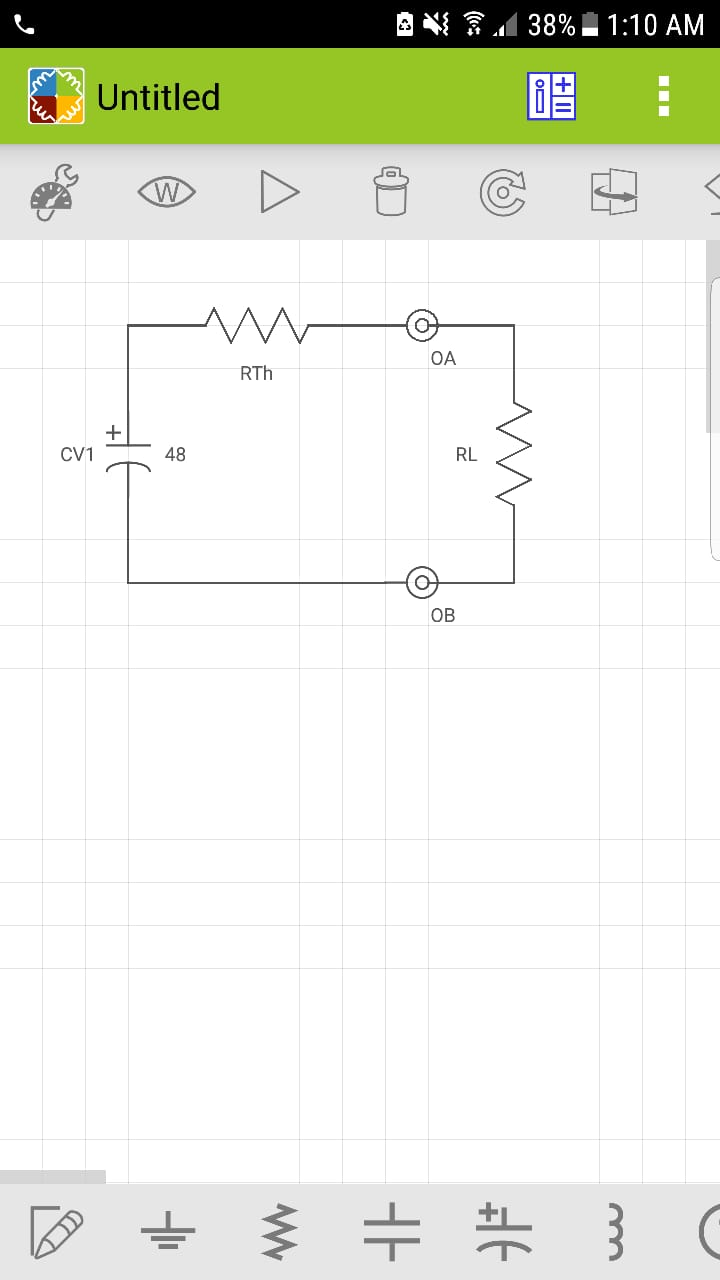 38% 1:10 AM
Untitled
W
OA
RTh
+
CV1 48 RL
OB